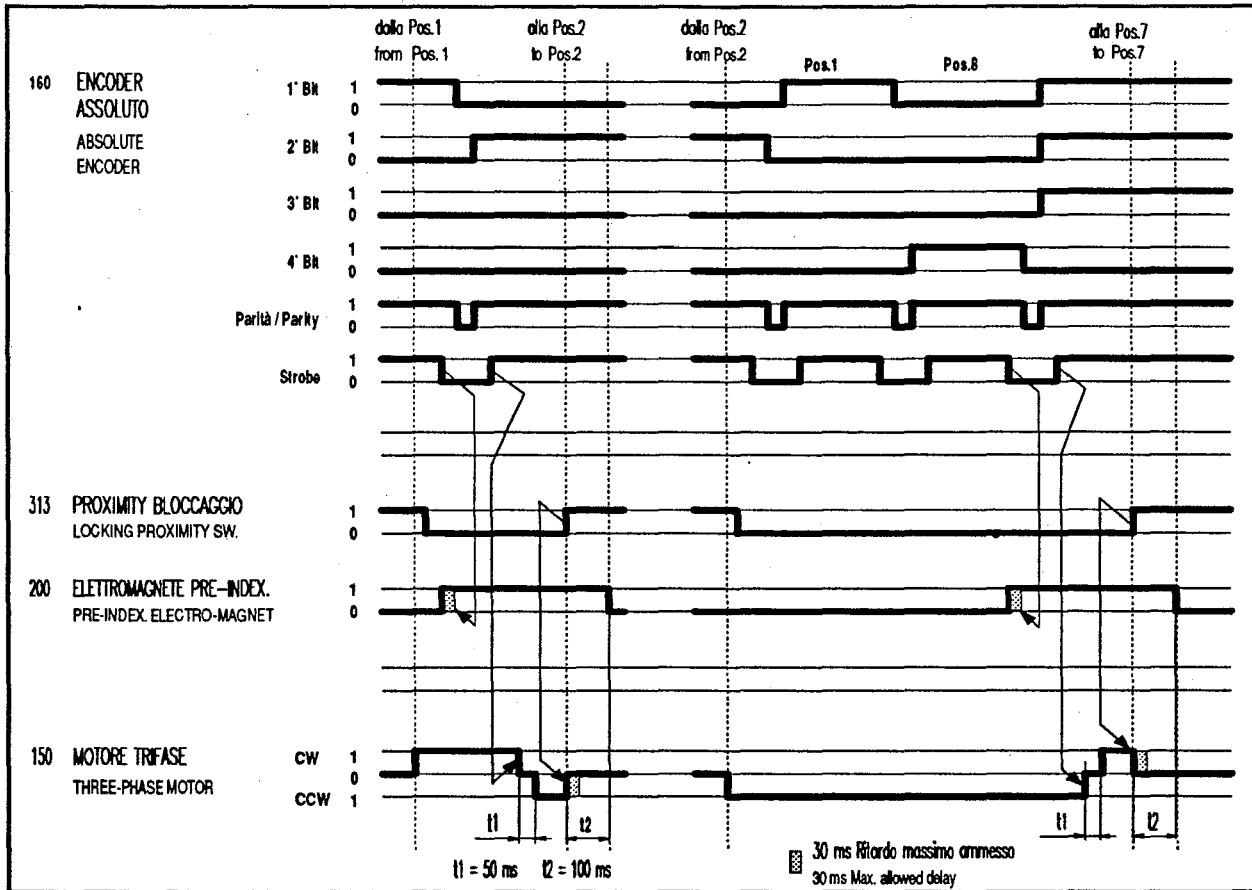 dalla Pos.1
from Pos. 1
alla Pos.2
to Pos.2
dalla Pos.2
from Pos.2
alla Pos.7
to Pos.7
Pos.1
Pos.8
160 ENCODER
ASSOLUTO
ABSOLUTE
ENCODER
1° Bit 1
0
2° Bit 1
0
3° Bit 1
0
4° Bit 1
0
Parità / Parity 1
0
Strobe 1
0
313 PROXIMITY BLOCCAGGIO
LOCKING PROXIMITY SW.
1
0
200 ELETTROMAGNETE PRE-INDEX.
PRE-INDEX. ELECTRO-MAGNET
1
0
150 MOTORE TRIFASE
THREE-PHASE MOTOR
CW 1
0
CCW 1
t1
t2
t1
t2
t1 = 50 ms
t2 = 100 ms
30 ms Ritardo massimo ammesso
30 ms Max. allowed delay